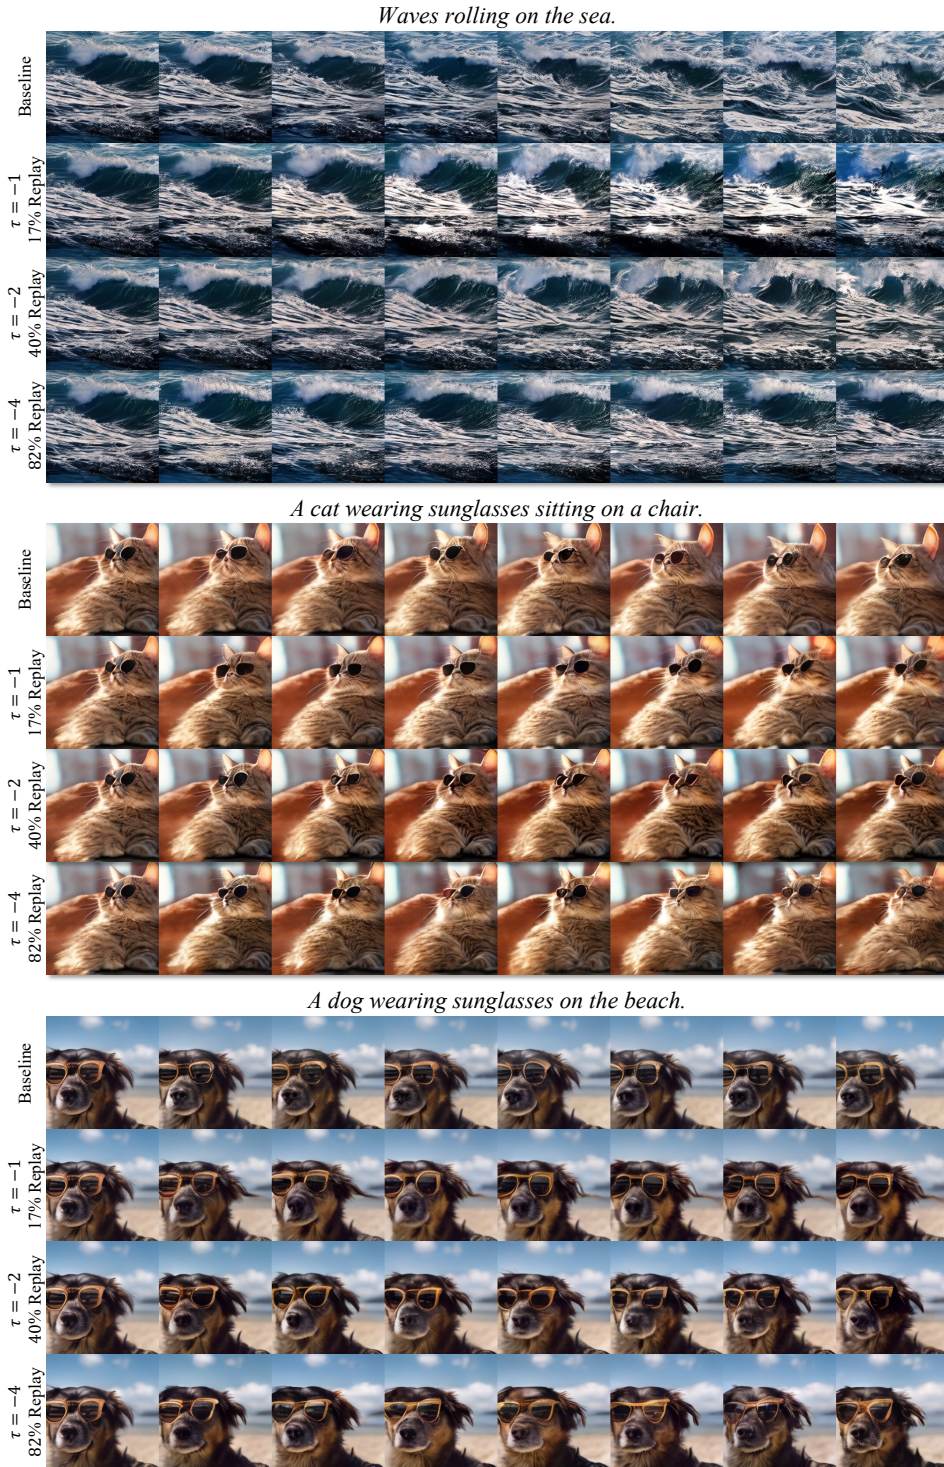 Waves rolling on the sea.
Baseline
τ = −1
17% Replay
τ = −2
40% Replay
τ = −4
82% Replay
A cat wearing sunglasses sitting on a chair.
Baseline
τ = −1
17% Replay
τ = −2
40% Replay
τ = −4
82% Replay
A dog wearing sunglasses on the beach.
Baseline
τ = −1
17% Replay
τ = −2
40% Replay
τ = −4
82% Replay